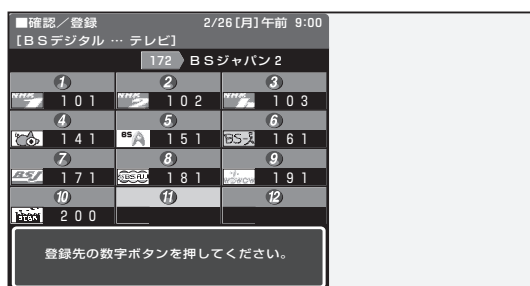 ■確認／登録 2/26[月]午前 9:00
[BSデジタル … テレビ]
172 BSジャパン2
1 2 3
101 102 103
4 5 6
141 BS A 151 161
7 8 9
BSJ 171 181 191
10 11 12
200
登録先の数字ボタンを押してください。